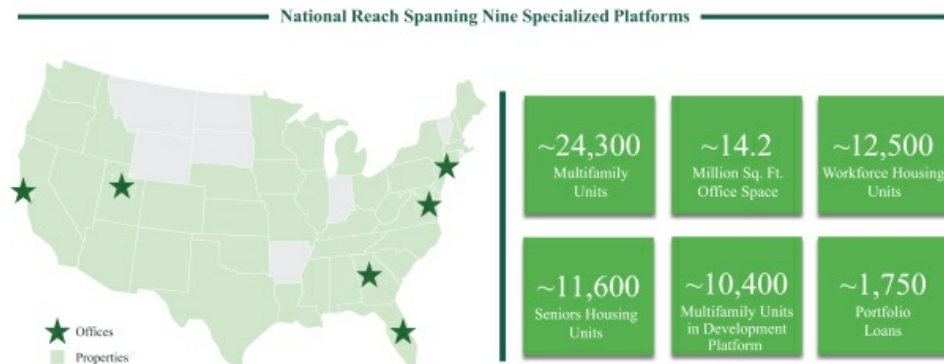 National Reach Spanning Nine Specialized Platforms
~24,300
Multifamily
Units
~14.2
Million Sq. Ft.
Office Space
~12,500
Workforce Housing
Units
~11,600
Seniors Housing
Units
~10,400
Multifamily Units
in Development
Platform
~1,750
Portfolio
Loans
Offices
Properties